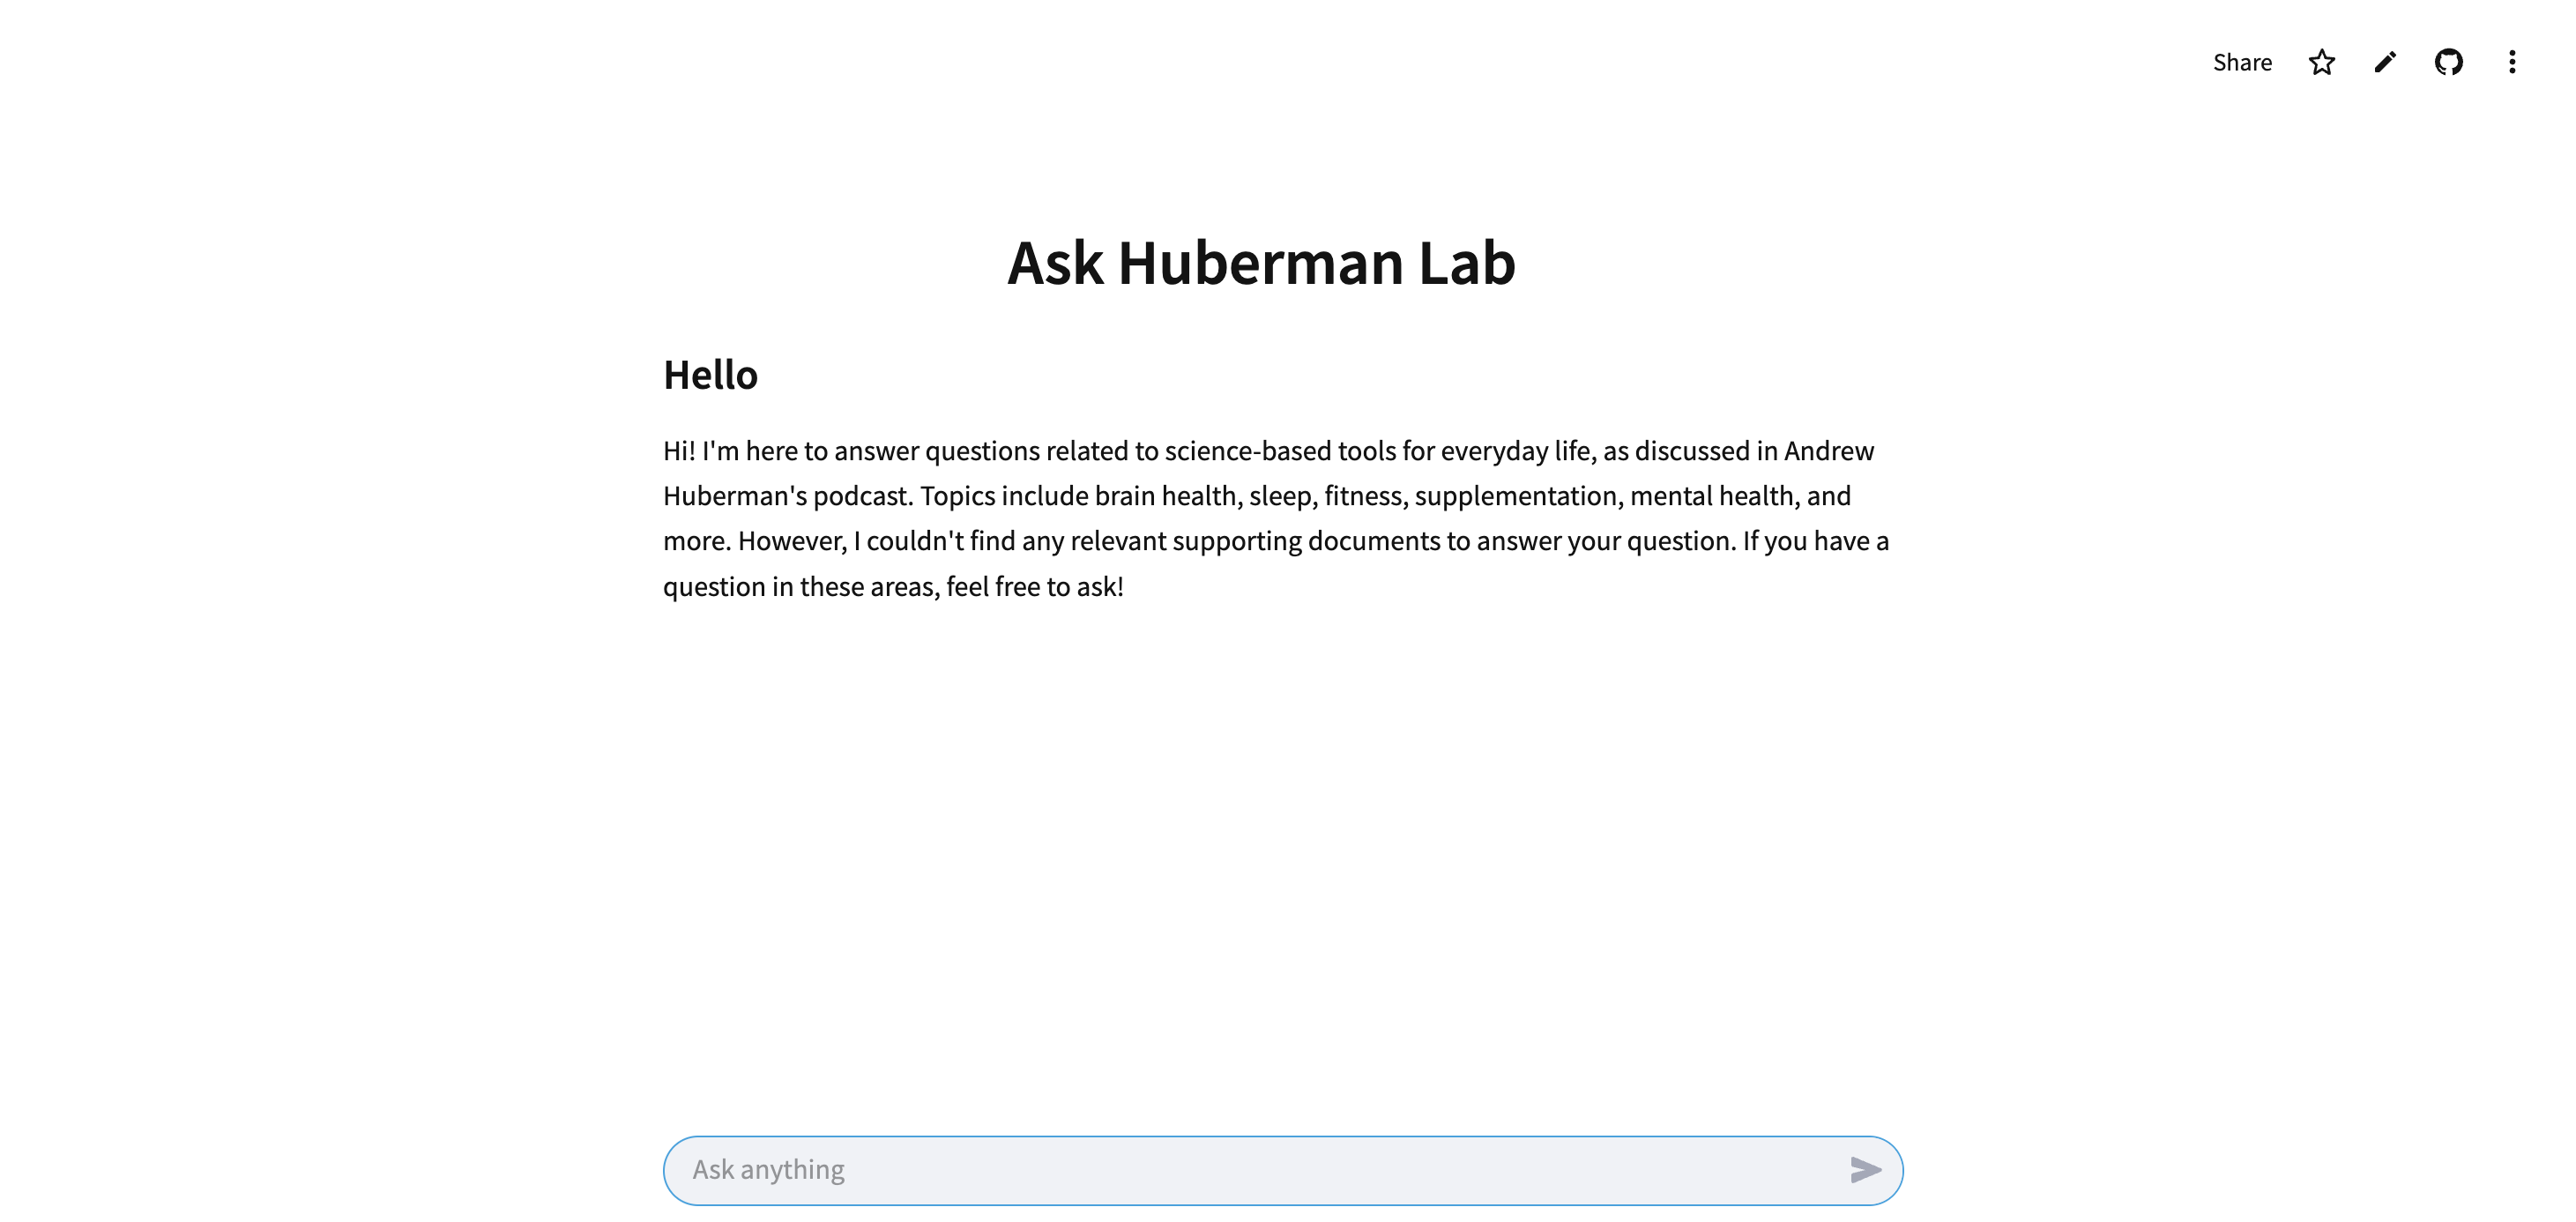 Share
Ask Huberman Lab
Hello
Hi! I'm here to answer questions related to science-based tools for everyday life, as discussed in Andrew
Huberman's podcast. Topics include brain health, sleep, fitness, supplementation, mental health, and
more. However, I couldn't find any relevant supporting documents to answer your question. If you have a
question in these areas, feel free to ask!
Ask anything